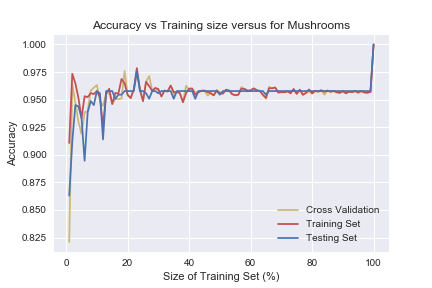 Accuracy vs Training size versus for Mushrooms
1.000
0.975
0.950
0.925
0.900
0.875
0.850
0.825
Accuracy
Cross Validation
Training Set
Testing Set
0 20 40 60 80 100
Size of Training Set (%)